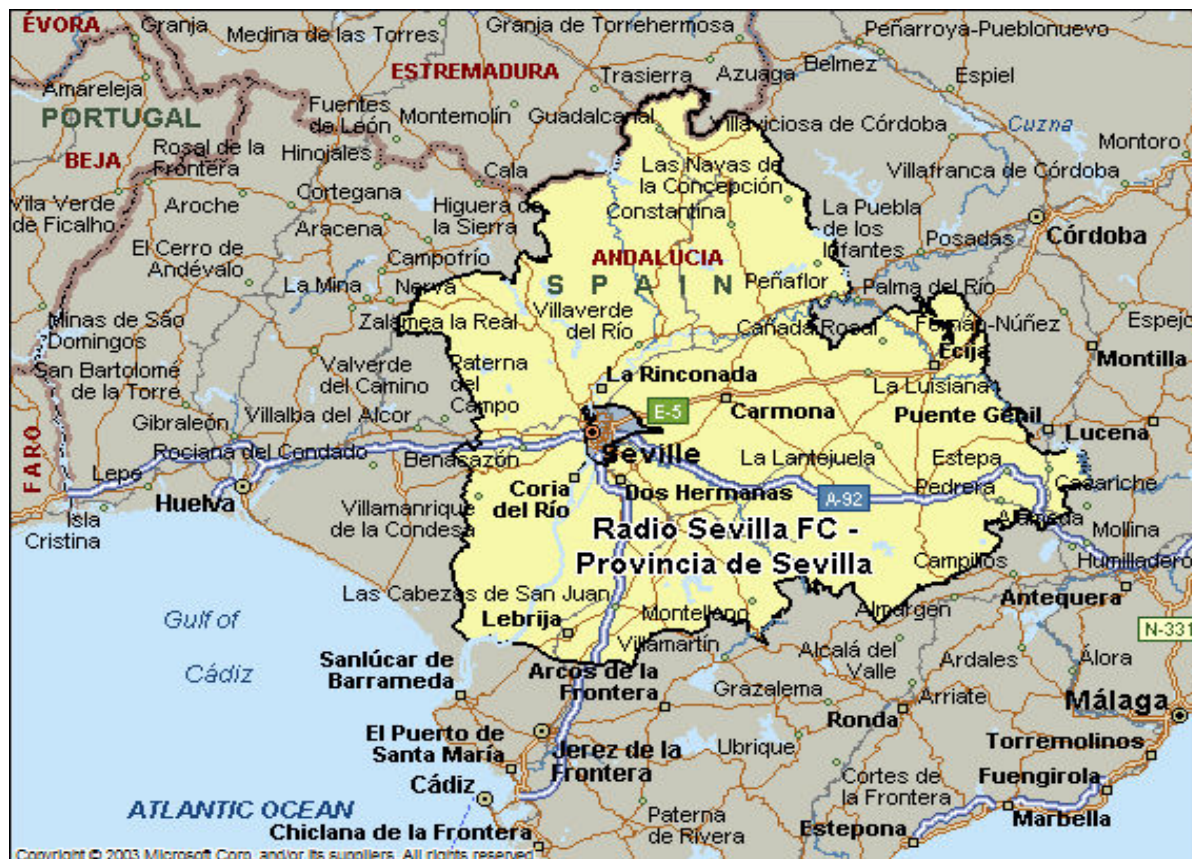 ÉVORA
Granja
Medina de las Torres
Granja de Torrehermosa
Peñarroya-Pueblonuevo
ESTREMADURA
Trasierra
Azuaga
Belmez
Espiel
Amareleja
PORTUGAL
Fuentes
de León
Montemolín
Guadalcanal
Villaviciosa de Córdoba
Cuzna
Montoro
BEJA
Rosal de la
Frontera
Hinojales
Cala
Las Navas de
la Concepción
Villafranca de Córdoba
Vila Verde
de Ficalho
Aroche
Cortegana
Higuera de
la Sierra
Constantina
La Puebla
de los
Infantes
Aracena
Posadas
Córdoba
El Cerro de
Andévalo
Campofrío
ANDALUCIA
SPAIN
La Mina
Nerva
Villaverde
del Río
Peñaflor
Palma del Río
Minas de São
Domingos
Zalamea la Real
Cañada Rosal
Fernán-Núñez
Espejo
San Bartolomé
de la Torre
Valverde
del Camino
Paterna
del
Campo
La Rinconada
Écija
Montilla
La Luisiana
Gibraleón
Villalba del Alcor
E-5
Carmona
Puente Genil
Lucena
FARO
Lepe
Rociana del Condado
Benacazón
Seville
La Lantejuela
Estepa
Huelva
Coria
del Río
Dos Hermanas
A-92
Pedrera
Casariche
Isla
Cristina
Villamanrique
de la Condesa
Alameda
Mollina
Radio Sevilla FC -
Provincia de Sevilla
Campillos
Humilladero
Las Cabezas de San Juan
Montellano
Almargen
Antequera
Gulf of
Cádiz
Lebrija
Villamartín
N-331
Sanlúcar de
Barrameda
Arcos de la
Frontera
Alcalá del
Valle
Ardales
Álora
Grazalema
Arriate
Málaga
Ronda
El Puerto de
Santa María
Jerez de la
Frontera
Ubrique
Torremolinos
Cádiz
Cortes de
la Frontera
Fuengirola
ATLANTIC OCEAN
Paterna
de Rivera
Marbella
Chiclana de la Frontera
Estepona
Copyright © 2003 Microsoft Corp. and/or its suppliers. All rights reserved.